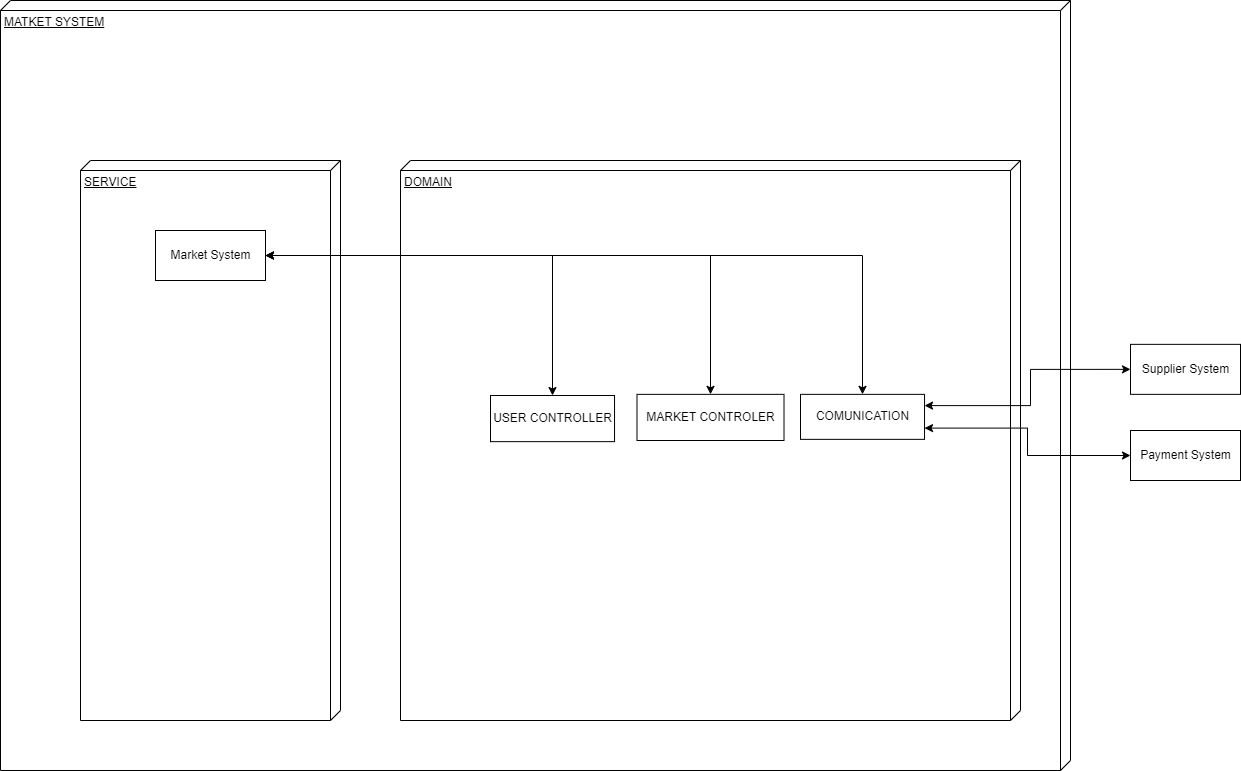 MATKET SYSTEM
SERVICE
DOMAIN
Market System
USER CONTROLLER
MARKET CONTROLER
COMUNICATION
Supplier System
Payment System